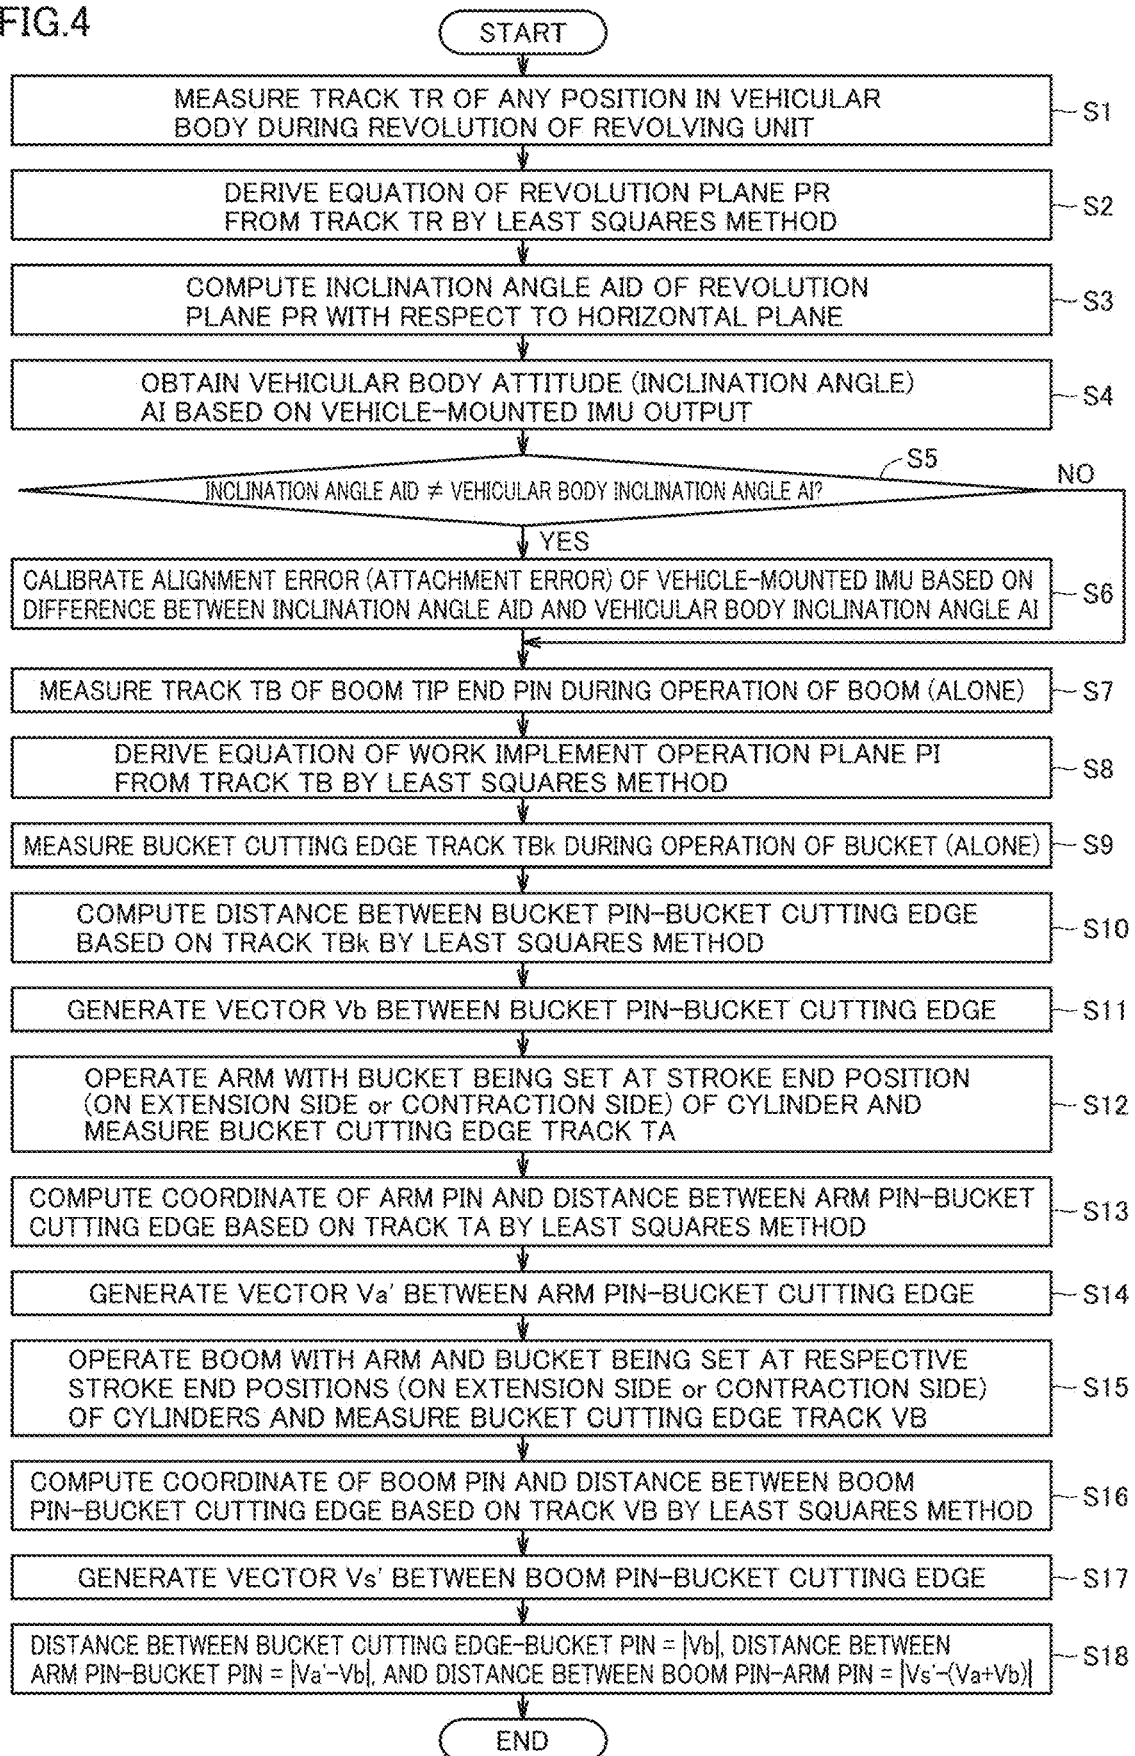 FIG.4
START
MEASURE TRACK TR OF ANY POSITION IN VEHICULAR
BODY DURING REVOLUTION OF REVOLVING UNIT
S1
DERIVE EQUATION OF REVOLUTION PLANE PR
FROM TRACK TR BY LEAST SQUARES METHOD
S2
COMPUTE INCLINATION ANGLE AID OF REVOLUTION
PLANE PR WITH RESPECT TO HORIZONTAL PLANE
S3
OBTAIN VEHICULAR BODY ATTITUDE (INCLINATION ANGLE)
AI BASED ON VEHICLE-MOUNTED IMU OUTPUT
S4
S5
NO
INCLINATION ANGLE AID ≠ VEHICULAR BODY INCLINATION ANGLE AI?
YES
CALIBRATE ALIGNMENT ERROR (ATTACHMENT ERROR) OF VEHICLE-MOUNTED IMU BASED ON
DIFFERENCE BETWEEN INCLINATION ANGLE AID AND VEHICULAR BODY INCLINATION ANGLE AI
S6
MEASURE TRACK TB OF BOOM TIP END PIN DURING OPERATION OF BOOM (ALONE)
S7
DERIVE EQUATION OF WORK IMPLEMENT OPERATION PLANE PI
FROM TRACK TB BY LEAST SQUARES METHOD
S8
MEASURE BUCKET CUTTING EDGE TRACK TBk DURING OPERATION OF BUCKET (ALONE)
S9
COMPUTE DISTANCE BETWEEN BUCKET PIN-BUCKET CUTTING EDGE
BASED ON TRACK TBk BY LEAST SQUARES METHOD
S10
GENERATE VECTOR Vb BETWEEN BUCKET PIN-BUCKET CUTTING EDGE
S11
OPERATE ARM WITH BUCKET BEING SET AT STROKE END POSITION
(ON EXTENSION SIDE or CONTRACTION SIDE) OF CYLINDER AND
MEASURE BUCKET CUTTING EDGE TRACK TA
S12
COMPUTE COORDINATE OF ARM PIN AND DISTANCE BETWEEN ARM PIN-BUCKET
CUTTING EDGE BASED ON TRACK TA BY LEAST SQUARES METHOD
S13
GENERATE VECTOR Va' BETWEEN ARM PIN-BUCKET CUTTING EDGE
S14
OPERATE BOOM WITH ARM AND BUCKET BEING SET AT RESPECTIVE
STROKE END POSITIONS (ON EXTENSION SIDE or CONTRACTION SIDE)
OF CYLINDERS AND MEASURE BUCKET CUTTING EDGE TRACK VB
S15
COMPUTE COORDINATE OF BOOM PIN AND DISTANCE BETWEEN BOOM
PIN-BUCKET CUTTING EDGE BASED ON TRACK VB BY LEAST SQUARES METHOD
S16
GENERATE VECTOR Vs' BETWEEN BOOM PIN-BUCKET CUTTING EDGE
S17
DISTANCE BETWEEN BUCKET CUTTING EDGE-BUCKET PIN = |Vb|, DISTANCE BETWEEN
ARM PIN-BUCKET PIN = |Va'-Vb|, AND DISTANCE BETWEEN BOOM PIN-ARM PIN = |Vs'-(Va+Vb)|
S18
END